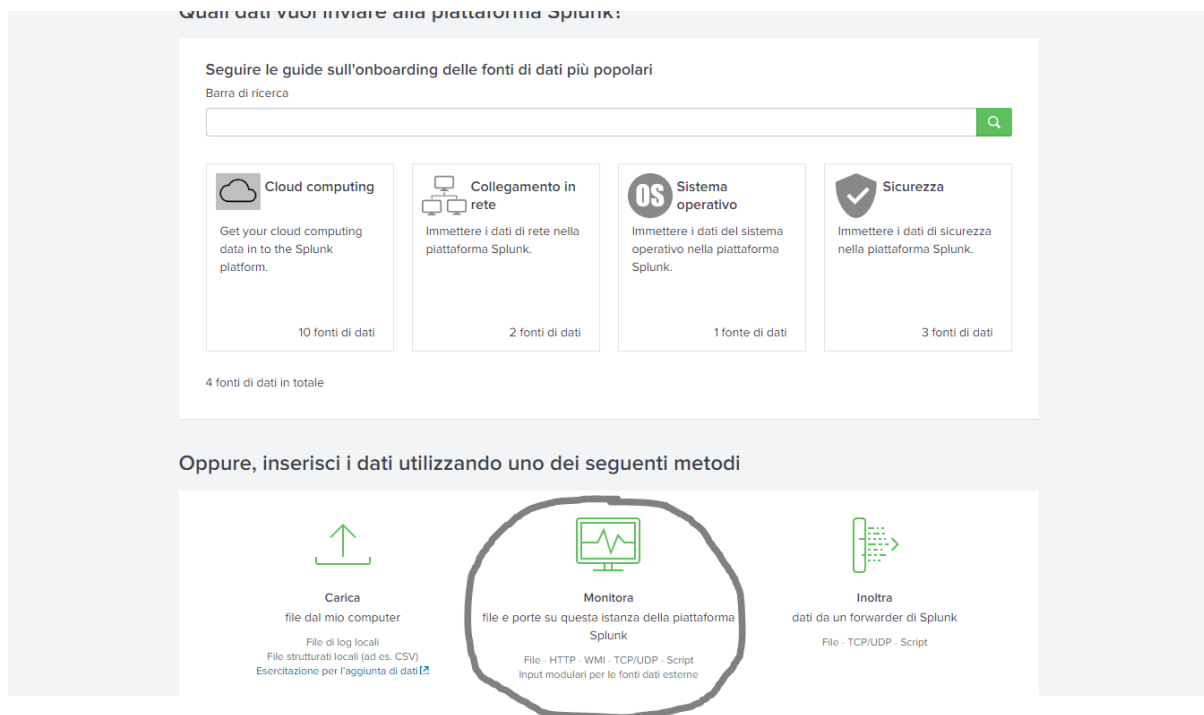 Quali dati vuoi inviare alla piattaforma Splunk?
Seguire le guide sull'onboarding delle fonti di dati più popolari
Barra di ricerca
Cloud computing
Get your cloud computing
data in to the Splunk
platform.
10 fonti di dati
Collegamento in
rete
Immettere i dati di rete nella
piattaforma Splunk.
2 fonti di dati
OS
Sistema
operativo
Immettere i dati del sistema
operativo nella piattaforma
Splunk.
1 fonte di dati
Sicurezza
Immettere i dati di sicurezza
nella piattaforma Splunk.
3 fonti di dati
4 fonti di dati in totale
Oppure, inserisci i dati utilizzando uno dei seguenti metodi
Carica
file dal mio computer
File di log locali
File strutturati locali (ad es. CSV)
Esercitazione per l'aggiunta di dati
Monitora
file e porte su questa istanza della piattaforma
Splunk
File - HTTP - WMI - TCP/UDP - Script
Input modulari per le fonti dati esterne
Inoltra
dati da un forwarder di Splunk
File - TCP/UDP - Script